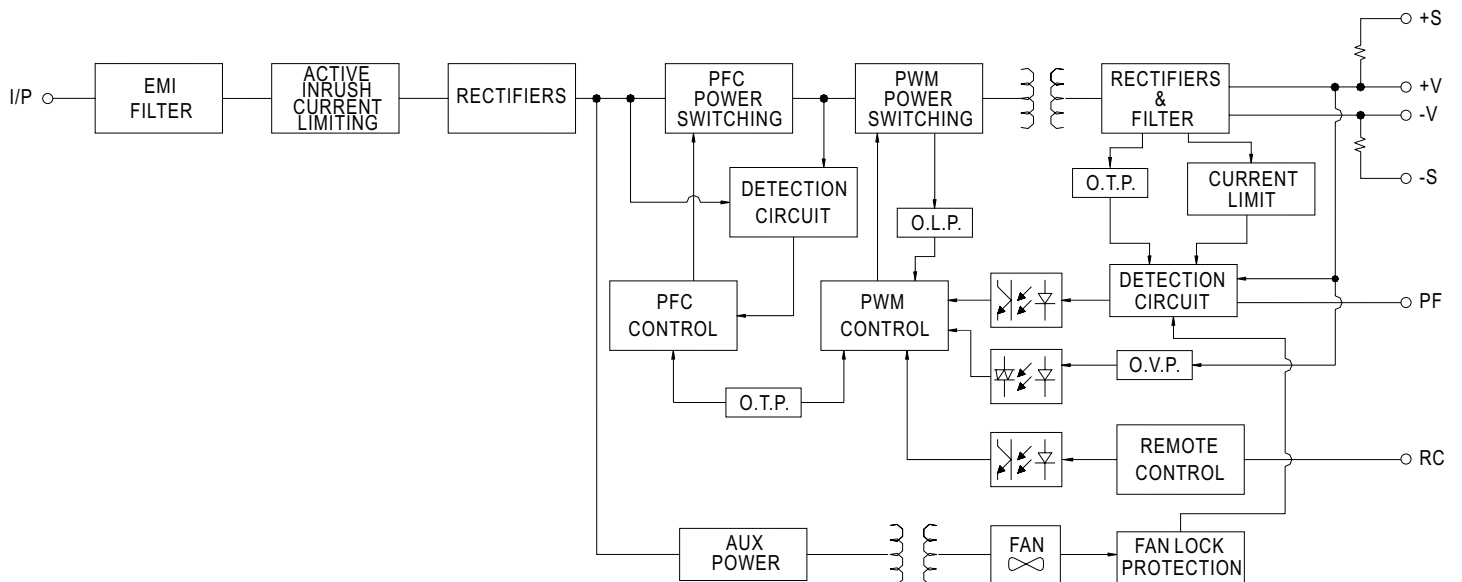 +S
I/P
EMI
FILTER
ACTIVE
INRUSH
CURRENT
LIMITING
RECTIFIERS
PFC
POWER
SWITCHING
PWM
POWER
SWITCHING
RECTIFIERS
&
FILTER
+V
-V
-S
DETECTION
CIRCUIT
O.L.P.
O.T.P.
CURRENT
LIMIT
PFC
CONTROL
PWM
CONTROL
DETECTION
CIRCUIT
PF
O.T.P.
O.V.P.
REMOTE
CONTROL
RC
AUX
POWER
FAN
FAN LOCK
PROTECTION